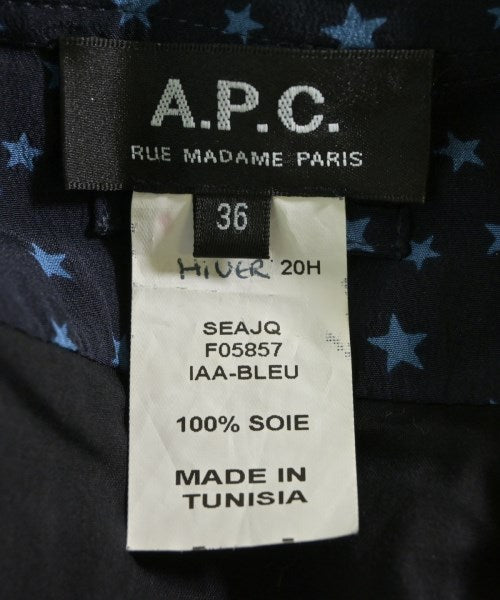 A.P.C.
RUE MADAME PARIS
36
HiVER 20H
SEAJQ
F05857
IAA-BLEU
100% SOIE
MADE IN
TUNISIA